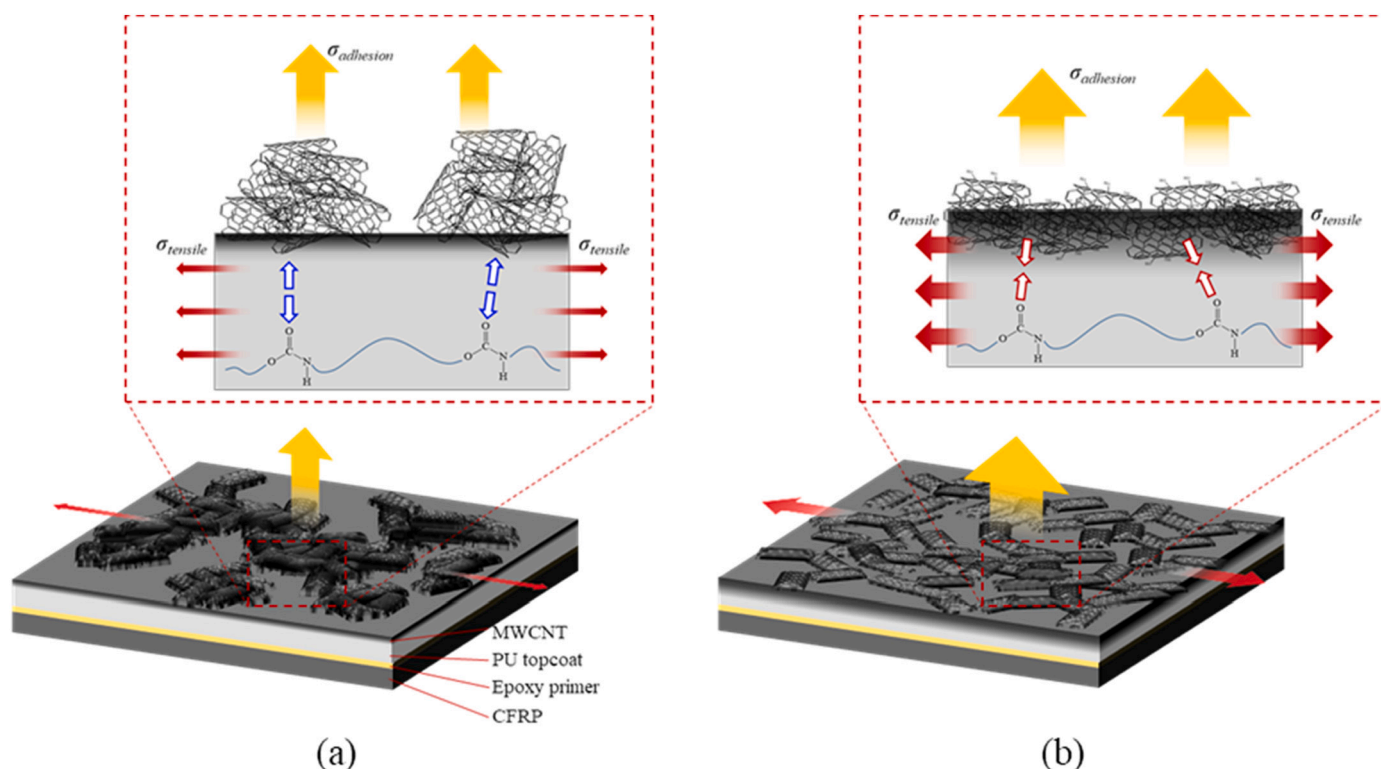 σadhesion
σadhesion
σtensile
σtensile
σtensile
σtensile
O
O
C
C
O
N
O
N
H
H
O
O
C
C
O
N
O
N
H
H
MWCNT
PU topcoat
Epoxy primer
CFRP
(a)
(b)